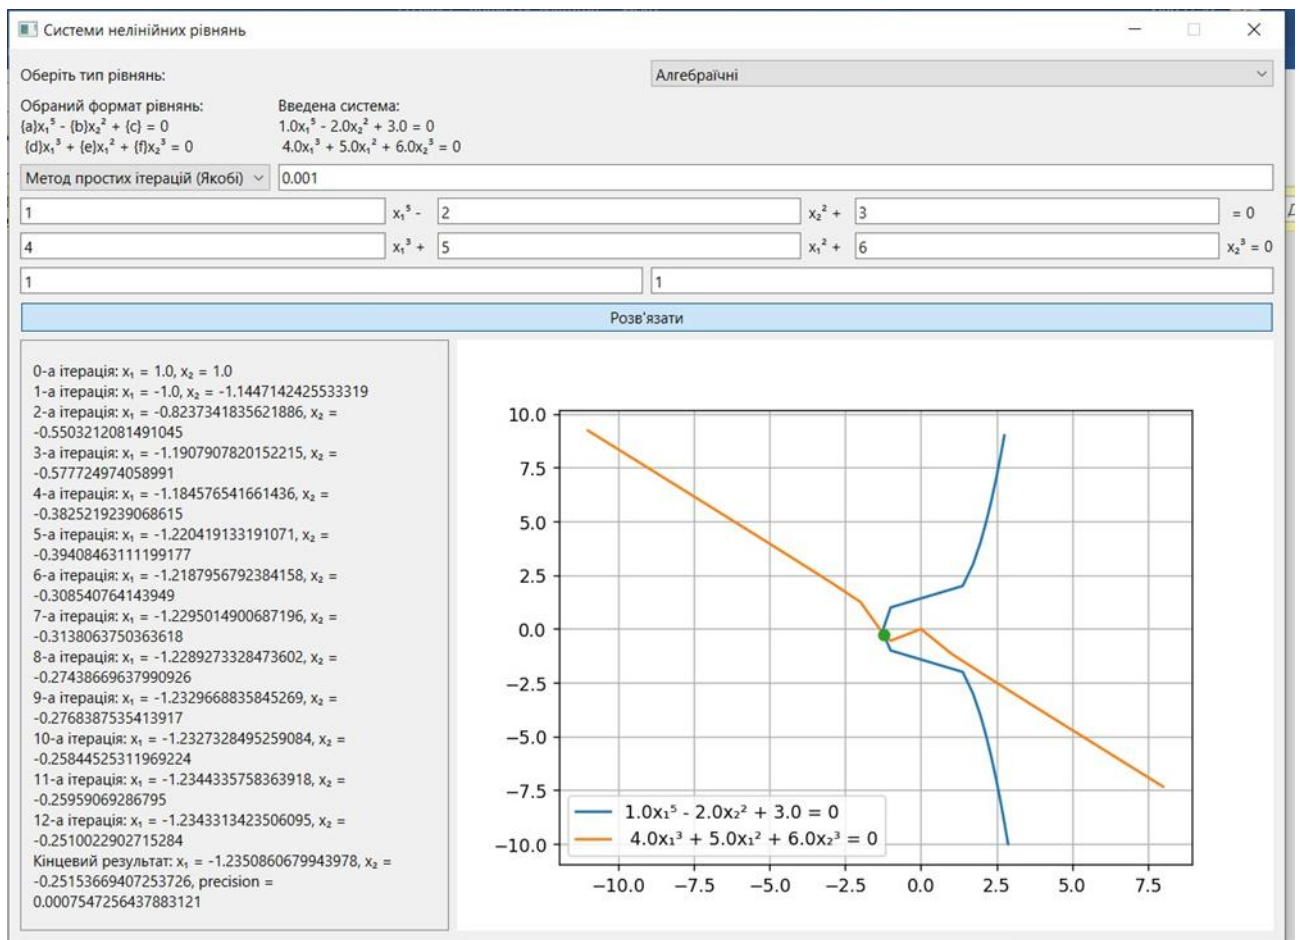 Системи нелінійних рівнянь
Оберіть тип рівнянь:
Алгебраїчні
Обраний формат рівнянь:
Введена система:
{a}x₁⁵ - {b}x₂² + {c} = 0
1.0x₁⁵ - 2.0x₂² + 3.0 = 0
{d}x₁³ + {e}x₁² + {f}x₂³ = 0
4.0x₁³ + 5.0x₁² + 6.0x₂³ = 0
Метод простих ітерацій (Якобі)
0.001
1 x₁⁵ - 2 x₂² + 3 = 0
4 x₁³ + 5 x₁² + 6 x₂³ = 0
1
1
Розв'язати
0-а ітерація: x₁ = 1.0, x₂ = 1.0
1-а ітерація: x₁ = -1.0, x₂ = -1.1447142425533319
2-а ітерація: x₁ = -0.8237341835621886, x₂ =
-0.5503212081491045
3-а ітерація: x₁ = -1.1907907820152215, x₂ =
-0.577724974058991
4-а ітерація: x₁ = -1.184576541661436, x₂ =
-0.3825219239068615
5-а ітерація: x₁ = -1.220419133191071, x₂ =
-0.39408463111199177
6-а ітерація: x₁ = -1.2187956792384158, x₂ =
-0.308540764143949
7-а ітерація: x₁ = -1.2295014900687196, x₂ =
-0.3138063750363618
8-а ітерація: x₁ = -1.2289273328473602, x₂ =
-0.27438669637990926
9-а ітерація: x₁ = -1.2329668835845269, x₂ =
-0.2768387535413917
10-а ітерація: x₁ = -1.2327328495259084, x₂ =
-0.25844525311969224
11-а ітерація: x₁ = -1.2344335758363918, x₂ =
-0.25959069286795
12-а ітерація: x₁ = -1.2343313423506095, x₂ =
-0.25100229027152​84
Кінцевий результат: x₁ = -1.2350860679943978, x₂ =
-0.25153669407253726, precision =
0.0007547256437883121
10.0
7.5
5.0
2.5
0.0
−2.5
−5.0
−7.5
−10.0
1.0x₁⁵ - 2.0x₂² + 3.0 = 0
4.0x₁³ + 5.0x₁² + 6.0x₂³ = 0
−10.0 −7.5 −5.0 −2.5 0.0 2.5 5.0 7.5